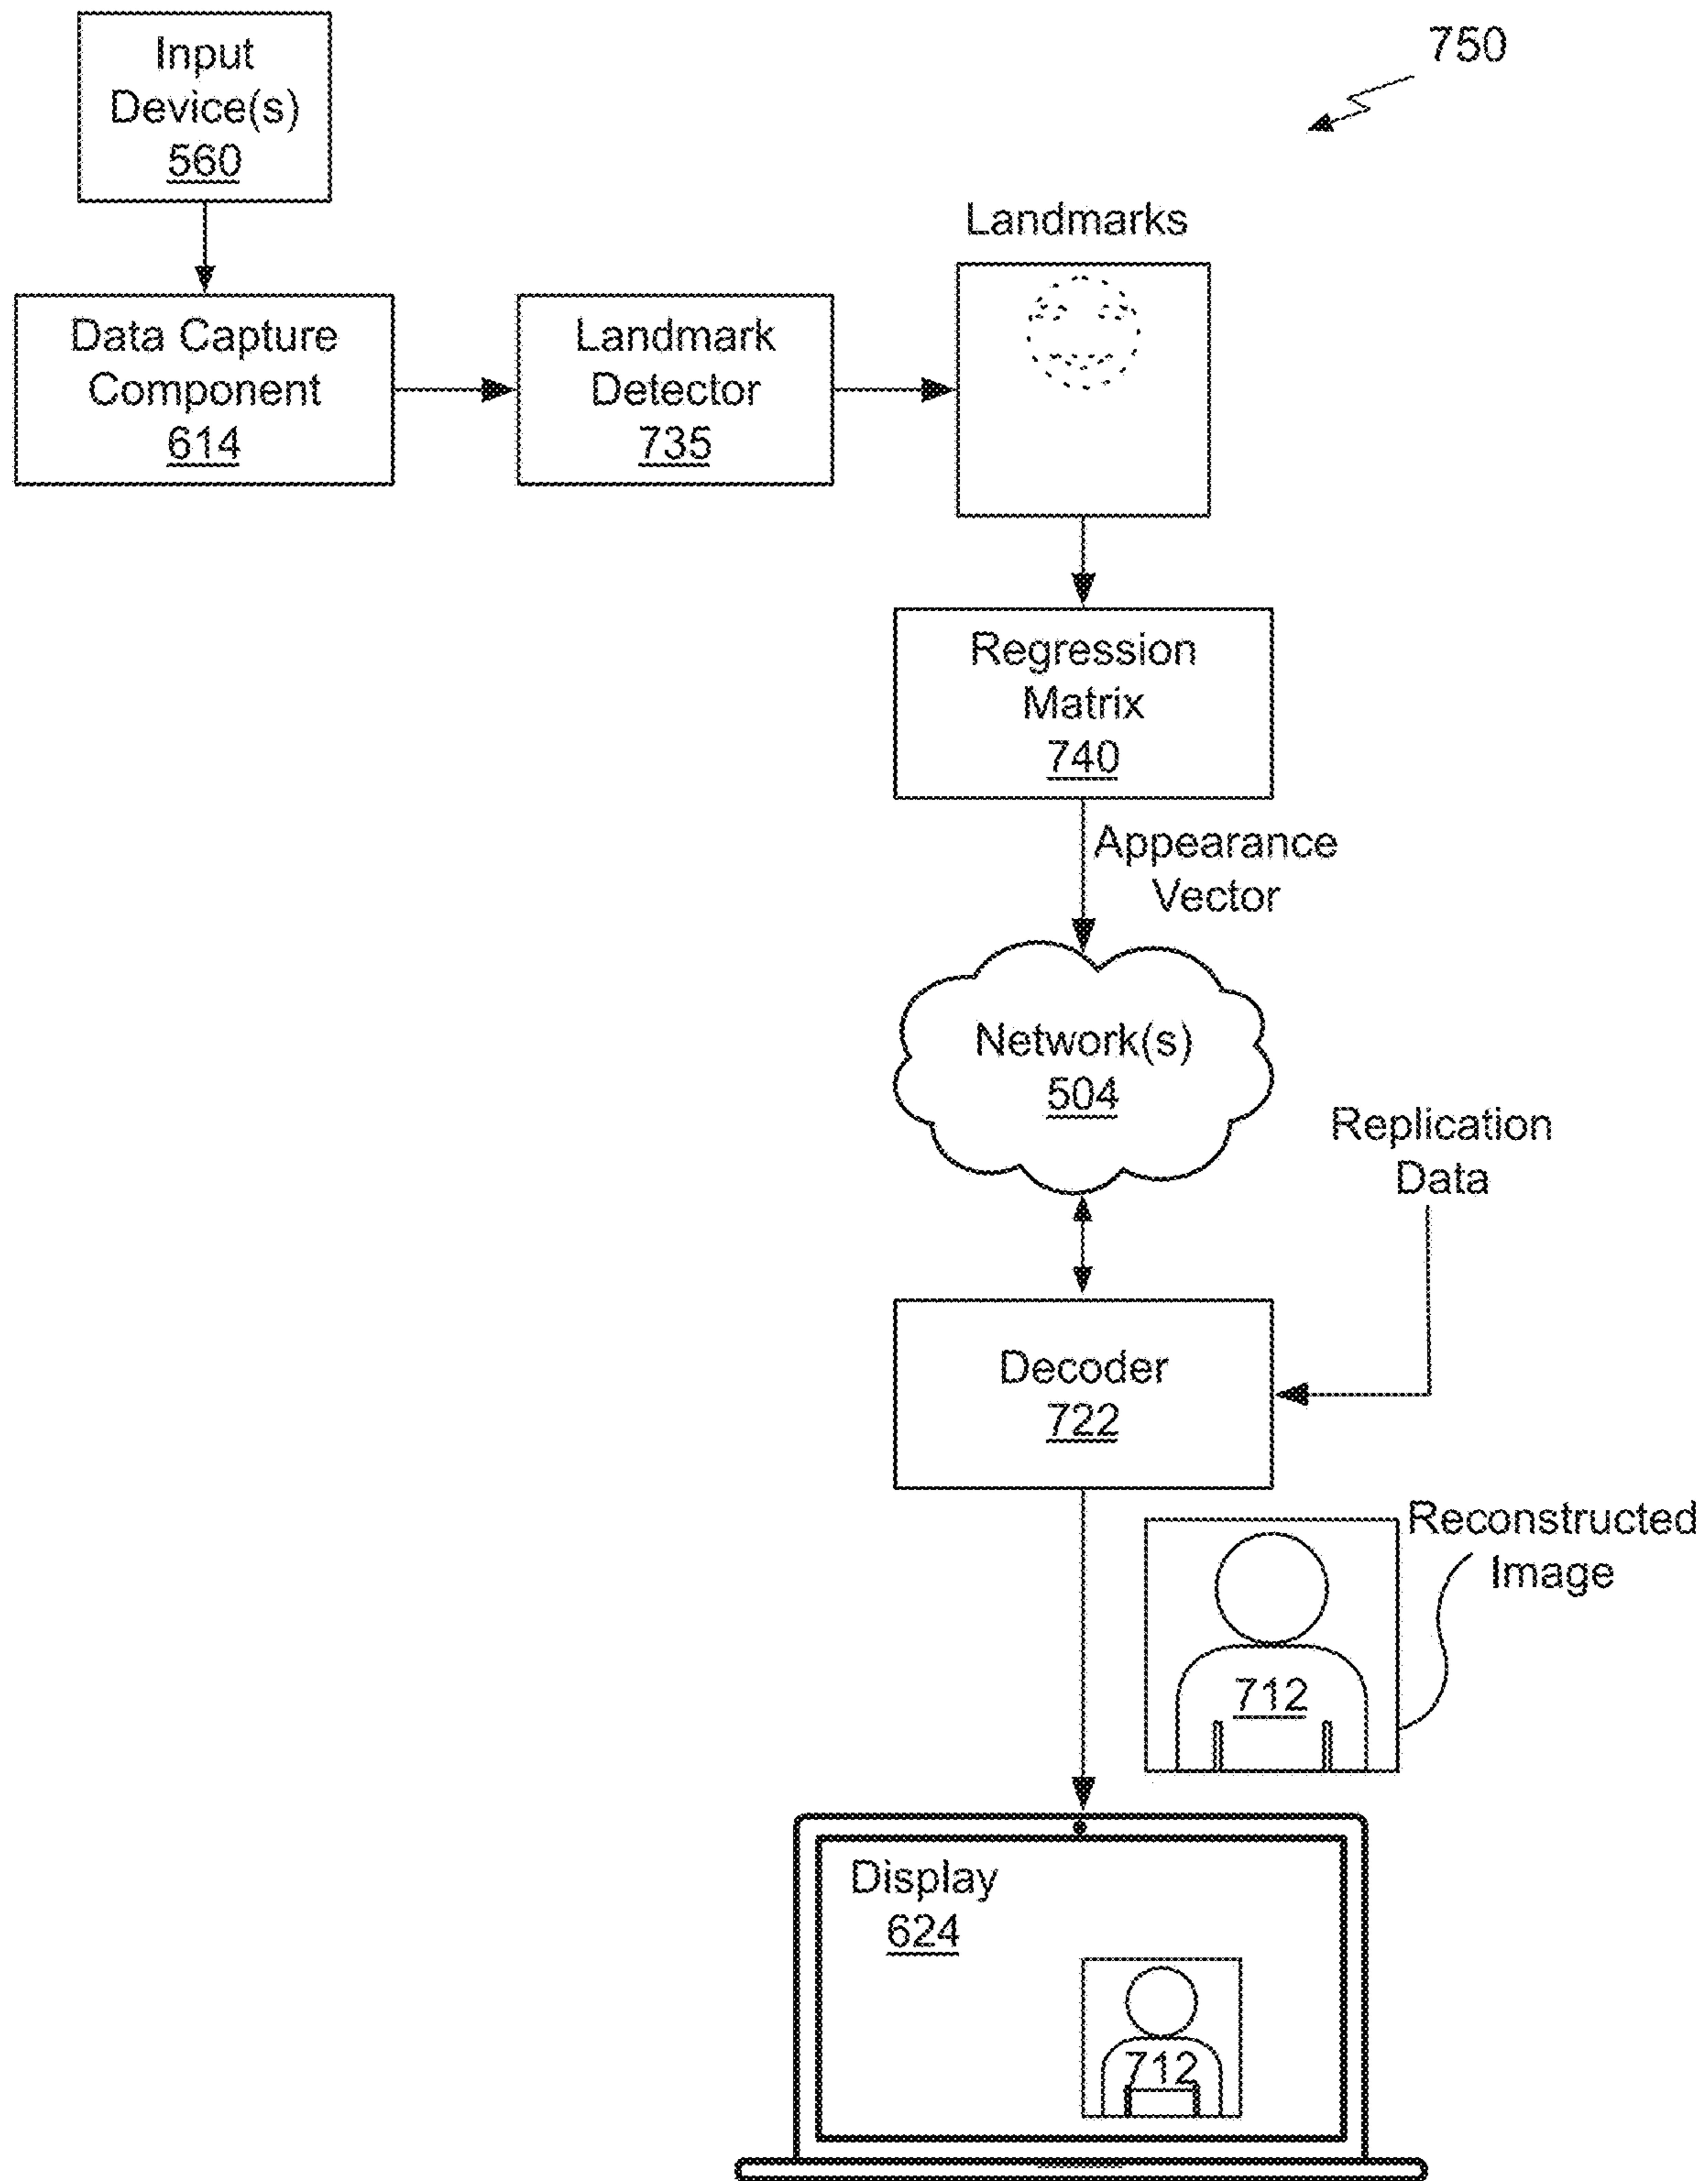 Input
Device(s)
560
750
Landmarks
Data Capture
Component
614
Landmark
Detector
735
Regression
Matrix
740
Appearance
Vector
Network(s)
504
Replication
Data
Decoder
722
Reconstructed
Image
712
Display
624
712